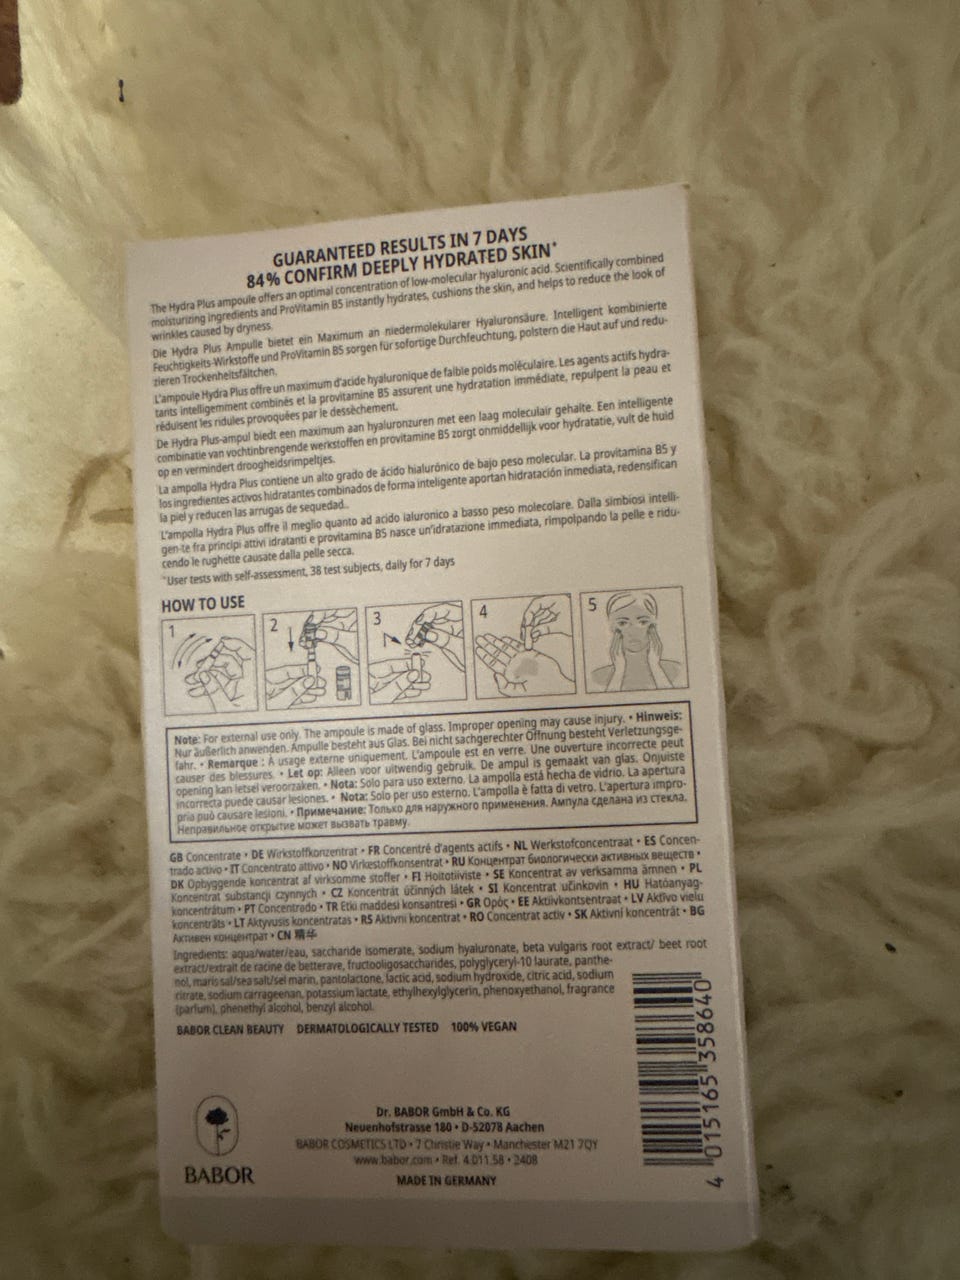 GUARANTEED RESULTS IN 7 DAYS
84% CONFIRM DEEPLY HYDRATED SKIN*
The Hydra Plus ampoule offers an optimal concentration of low-molecular hyaluronic acid. Scientifically combined
moisturizing ingredients and ProVitamin B5 instantly hydrates, cushions the skin, and helps to reduce the look of
wrinkles caused by dryness.
Die Hydra Plus Ampulle bietet ein Maximum an niedermolekularer Hyaluronsäure. Intelligent kombinierte
Feuchtigkeits-Wirkstoffe und ProVitamin B5 sorgen für sofortige Durchfeuchtung, polstern die Haut auf und redu-
zieren Trockenheitsfältchen.
L'ampoule Hydra Plus offre un maximum d'acide hyaluronique de faible poids moléculaire. Les agents actifs hydra-
tants intelligemment combinés et la provitamine B5 assurent une hydratation immédiate, repulpent la peau et
réduisent les ridules provoquées par le dessèchement.
De Hydra Plus-ampul biedt een maximum aan hyaluronzuren met een laag moleculair gehalte. Een intelligente
combinatie van vochtinbrengende werkstoffen en provitamine B5 zorgt onmiddellijk voor hydratatie, vult de huid
op en vermindert droogheidsrimpeltjes.
La ampolla Hydra Plus contiene un alto grado de ácido hialurónico de bajo peso molecular. La provitamina B5 y
los ingredientes activos hidratantes combinados de forma inteligente aportan hidratación inmediata, redensifican
la piel y reducen las arrugas de sequedad..
L'ampolla Hydra Plus offre il meglio quanto ad acido ialuronico a basso peso molecolare. Dalla simbiosi intelli-
gen-te fra principi attivi idratanti e provitamina B5 nasce un'idratazione immediata, rimpolpando la pelle e ridu-
cendo le rughette causate dalla pelle secca.
*User tests with self-assessment, 38 test subjects, daily for 7 days
HOW TO USE
1 2 3 4 5
Note: For external use only. The ampoule is made of glass. Improper opening may cause injury. • Hinweis:
Nur äußerlich anwenden. Ampulle besteht aus Glas. Bei nicht sachgerechter Öffnung besteht Verletzungsge-
fahr. • Remarque : À usage externe uniquement. L'ampoule est en verre. Une ouverture incorrecte peut
causer des blessures. • Let op: Alleen voor uitwendig gebruik. De ampul is gemaakt van glas. Onjuiste
opening kan letsel veroorzaken. • Nota: Solo para uso externo. La ampolla está hecha de vidrio. La apertura
incorrecta puede causar lesiones. • Nota: Solo per uso esterno. L'ampolla è fatta di vetro. L'apertura impro-
pria può causare lesioni. • Примечание: Только для наружного применения. Ампула сделана из стекла.
Неправильное открытие может вызвать травму.
GB Concentrate • DE Wirkstoffkonzentrat • FR Concentré d'agents actifs • NL Werkstofconcentraat • ES Concen-
trado activo • IT Concentrato attivo • NO Virkestoffkonsentrat • RU Концентрат биологически активных веществ •
DK Opbyggende koncentrat af virksomme stoffer • FI Hoitotiiviste • SE Koncentrat av verksamma ämnen • PL
Koncentrat substancji czynnych • CZ Koncentrát účinných látek • SI Koncentrat učinkovin • HU Hatóanyag-
koncentrátum • PT Concentrado • TR Etki maddesi konsantresi • GR Ορός • EE Aktiivkontsentraat • LV Aktīvo vielu
koncentrāts • LT Aktyvusis koncentratas • RS Aktivni koncentrat • RO Concentrat activ • SK Aktivní koncentrát • BG
Активен концентрат • CN 精华
Ingredients: aqua/water/eau, saccharide isomerate, sodium hyaluronate, beta vulgaris root extract/ beet root
extract/extrait de racine de betterave, fructooligosaccharides, polyglyceryl-10 laurate, panthe-
nol, maris sal/sea salt/sel marin, pantolactone, lactic acid, sodium hydroxide, citric acid, sodium
citrate, sodium carrageenan, potassium lactate, ethylhexylglycerin, phenoxyethanol, fragrance
(parfum), phenethyl alcohol, benzyl alcohol.
BABOR CLEAN BEAUTY DERMATOLOGICALLY TESTED 100% VEGAN
4 015165 358640
BABOR
Dr. BABOR GmbH & Co. KG
Neuenhofstrasse 180 • D-52078 Aachen
BABOR COSMETICS LTD • 7 Christie Way • Manchester M21 7QY
www.babor.com • Ref. 4.011.58 • 2408
MADE IN GERMANY